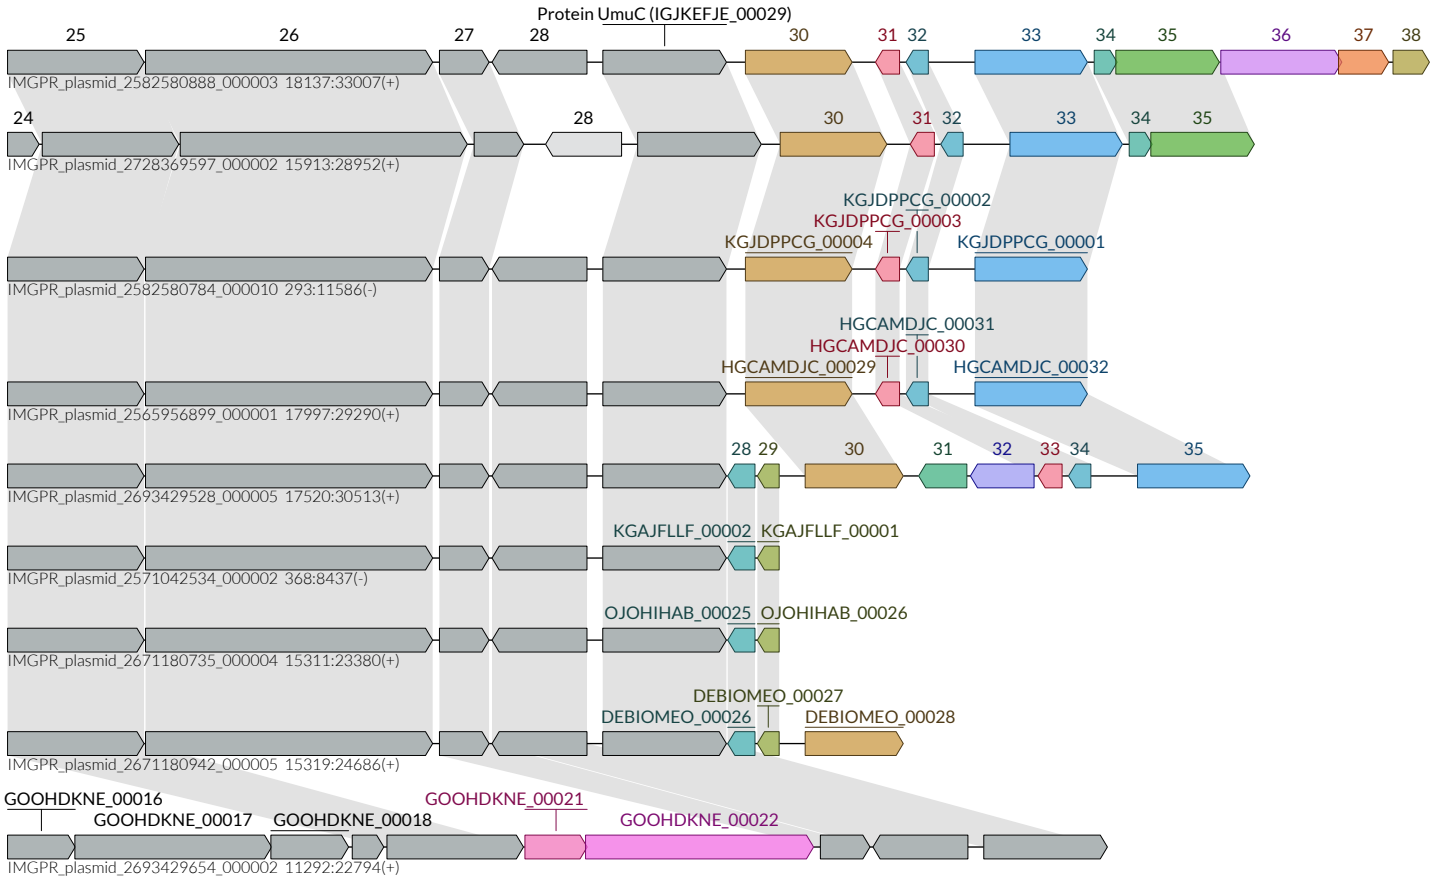 Protein UmuC (IGJKEFJE_00029)
25 26 27 28 30 31 32 33 34 35 36 37 38
IMGPR_plasmid_2582580888_000003 18137:33007(+)
24 28 30 31 32 33 34 35
IMGPR_plasmid_2728369597_000002 15913:28952(+)
KGJDPPCG_00002
KGJDPPCG_00003
KGJDPPCG_00004 KGJDPPCG_00001
IMGPR_plasmid_2582580784_000010 293:11586(-)
HGCAMDJC_00031
HGCAMDJC_00030
HGCAMDJC_00029 HGCAMDJC_00032
IMGPR_plasmid_2565956899_000001 17997:29290(+)
28 29 30 31 32 33 34 35
IMGPR_plasmid_2693429528_000005 17520:30513(+)
KGAJFLLF_00002 KGAJFLLF_00001
IMGPR_plasmid_2571042534_000002 368:8437(-)
OJOHIHAB_00025 OJOHIHAB_00026
IMGPR_plasmid_2671180735_000004 15311:23380(+)
DEBIOMEO_00027
DEBIOMEO_00026 DEBIOMEO_00028
IMGPR_plasmid_2671180942_000005 15319:24686(+)
GOOHDKNE_00016 GOOHDKNE_00021
GOOHDKNE_00017 GOOHDKNE_00018 GOOHDKNE_00022
IMGPR_plasmid_2693429654_000002 11292:22794(+)